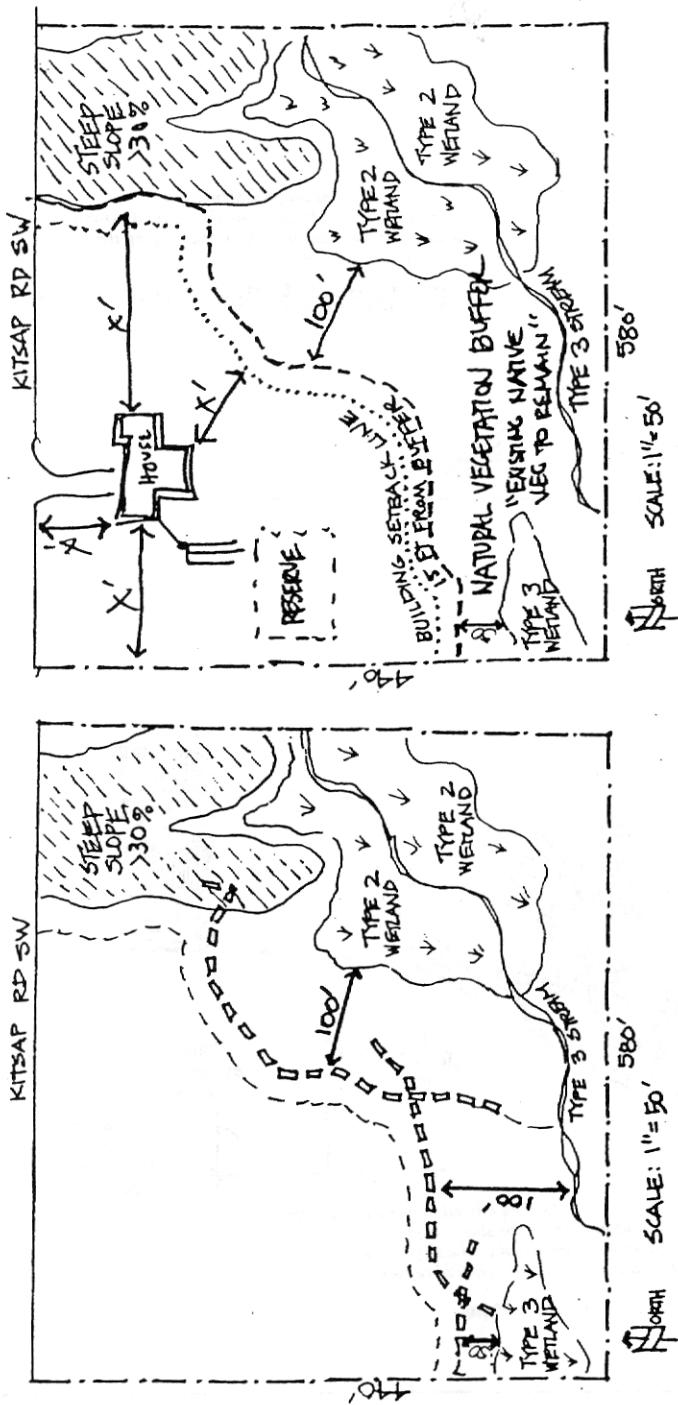 KITSAP RD SW
STEEP
SLOPE
>30%
X'
X'
X'
X'
HOUSE
RESERVE
100'
TYPE 2
WETLAND
TYPE 2
WETLAND
BUILDING SETBACK LINE
15 FT FROM BUFFER
NATURAL VEGETATION BUFFER
"EXISTING NATIVE
VEG TO REMAIN"
TYPE 3 STREAM
TYPE 3
WETLAND
440'
580'
NORTH
SCALE: 1"=50'
KITSAP RD SW
STEEP
SLOPE
>30%
100'
TYPE 2
WETLAND
TYPE 2
WETLAND
100'
TYPE 3 STREAM
TYPE 3
WETLAND
440'
580'
NORTH
SCALE: 1"=50'